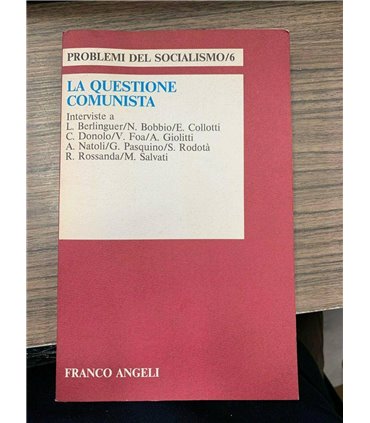 PROBLEMI DEL SOCIALISMO/6
LA QUESTIONE
COMUNISTA
Interviste a
L. Berlinguer/N. Bobbio/E. Collotti
C. Donolo/V. Foa/A. Giolitti
A. Natoli/G. Pasquino/S. Rodotà
R. Rossanda/M. Salvati
FRANCO ANGELI